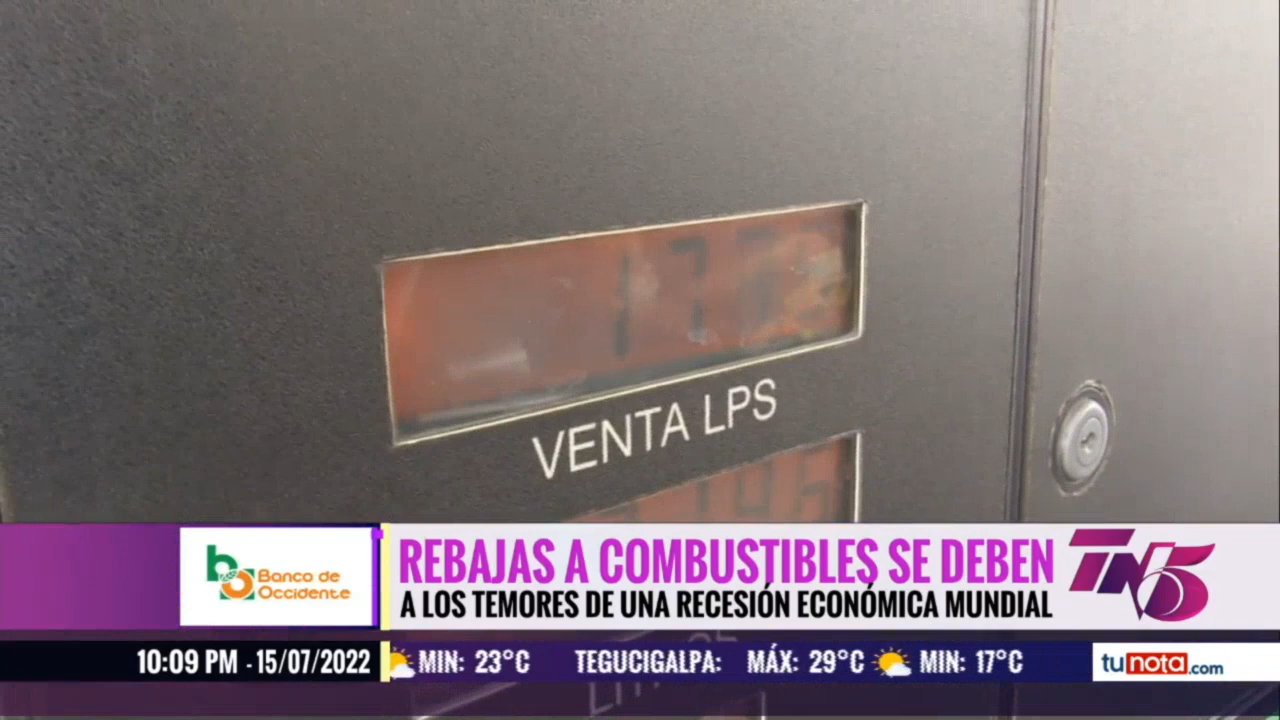 177
VENTA LPS
Banco de
Occidente
REBAJAS A COMBUSTIBLES SE DEBEN
A LOS TEMORES DE UNA RECESIÓN ECONÓMICA MUNDIAL
TN5
10:09 PM - 15/07/2022
MIN: 23°C TEGUCIGALPA: MÁX: 29°C MIN: 17°C
tunota.com